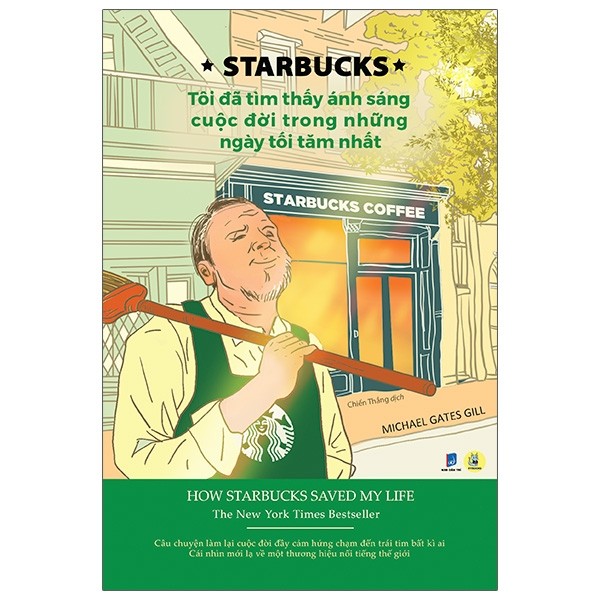 ★ STARBUCKS ★
Tôi đã tìm thấy ánh sáng
cuộc đời trong những
ngày tối tăm nhất
STARBUCKS COFFEE
Chiến Thắng dịch
MICHAEL GATES GILL
HOW STARBUCKS SAVED MY LIFE
The New York Times Bestseller
Câu chuyện làm lại cuộc đời đầy cảm hứng chạm đến trái tim bất kì ai
Cái nhìn mới lạ về một thương hiệu nổi tiếng thế giới